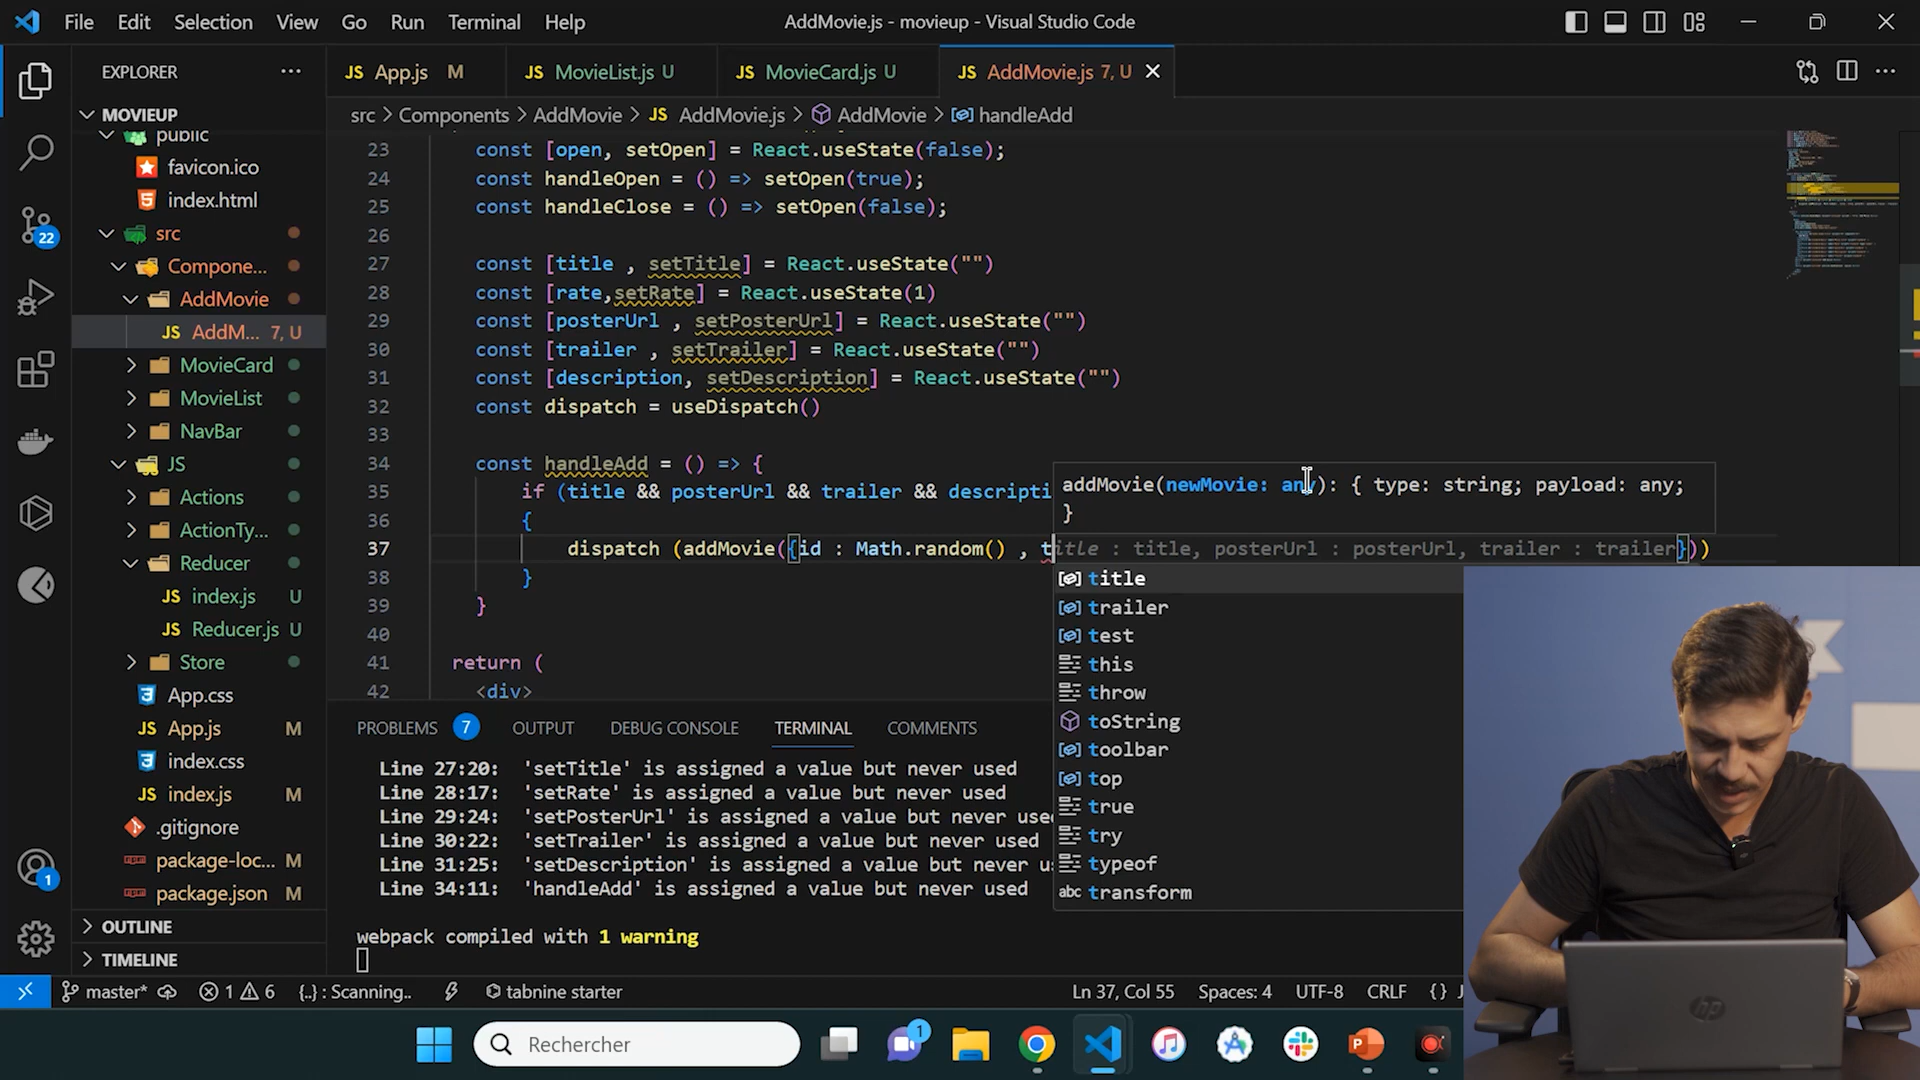 File Edit Selection View Go Run Terminal Help
AddMovie.js - movieup - Visual Studio Code
EXPLORER
App.js M
MovieList.js U
MovieCard.js U
AddMovie.js 7, U
MOVIEUP
src > Components > AddMovie > JS AddMovie.js > AddMovie > handleAdd
public
favicon.ico
index.html
src
Compone...
AddMovie
JS AddM... 7, U
MovieCard
MovieList
NavBar
JS
Actions
ActionTy...
Reducer
JS index.js U
JS Reducer.js U
Store
App.css
JS App.js M
index.css
JS index.js M
.gitignore
package-loc... M
package.json M
OUTLINE
TIMELINE
22
1
23 const [open, setOpen] = React.useState(false);
24 const handleOpen = () => setOpen(true);
25 const handleClose = () => setOpen(false);
26
27 const [title , setTitle] = React.useState("")
28 const [rate,setRate] = React.useState(1)
29 const [posterUrl , setPosterUrl] = React.useState("")
30 const [trailer , setTrailer] = React.useState("")
31 const [description, setDescription] = React.useState("")
32 const dispatch = useDispatch()
33
34 const handleAdd = () => {
35 if (title && posterUrl && trailer && descripti
36 {
37 dispatch (addMovie({id : Math.random() , title : title, posterUrl : posterUrl, trailer : trailer}))
38 }
39 }
40
41 return (
42 <div>
addMovie(newMovie: any): { type: string; payload: any;
}
title
trailer
test
this
throw
toString
toolbar
top
true
try
typeof
abc transform
PROBLEMS 7 OUTPUT DEBUG CONSOLE TERMINAL COMMENTS
Line 27:20: 'setTitle' is assigned a value but never used
Line 28:17: 'setRate' is assigned a value but never used
Line 29:24: 'setPosterUrl' is assigned a value but never used
Line 30:22: 'setTrailer' is assigned a value but never used
Line 31:25: 'setDescription' is assigned a value but never u
Line 34:11: 'handleAdd' is assigned a value but never used
webpack compiled with 1 warning
master* 1 6 {..} : Scanning.. tabnine starter
Ln 37, Col 55 Spaces: 4 UTF-8 CRLF {} J
Rechercher
1
hp